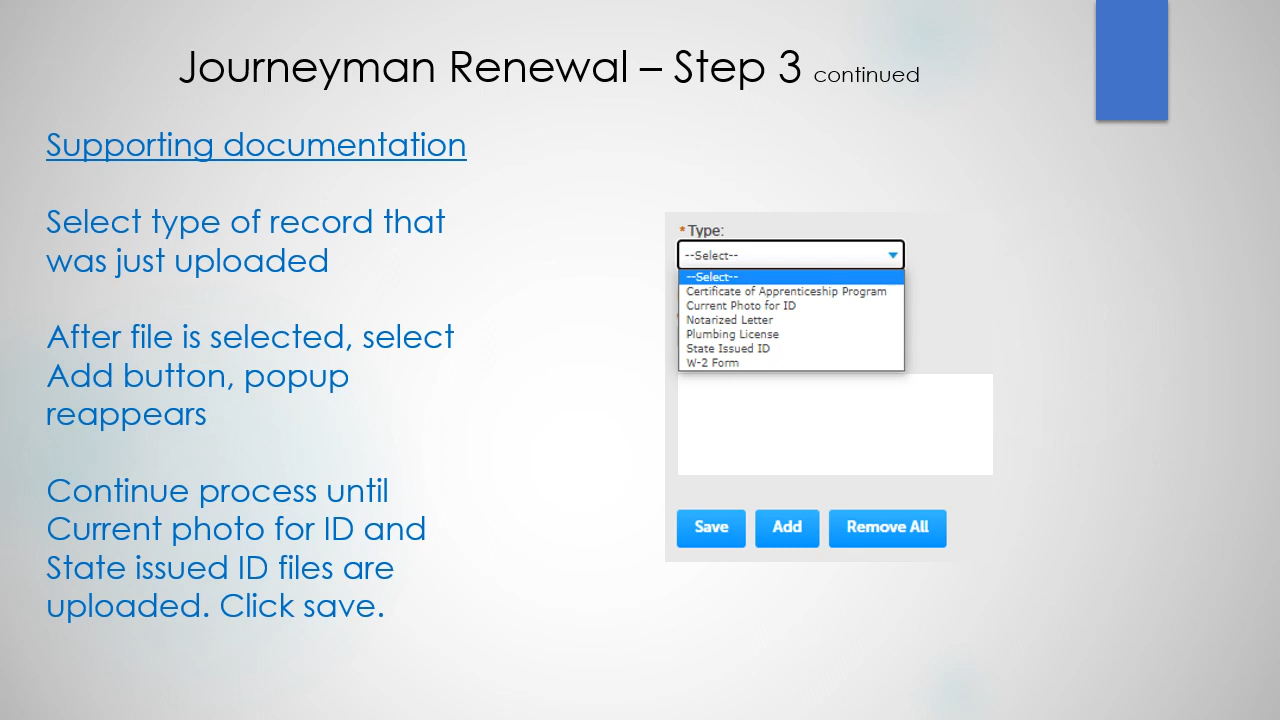 Journeyman Renewal – Step 3 continued
Supporting documentation
Select type of record that
was just uploaded
After file is selected, select
Add button, popup
reappears
Continue process until
Current photo for ID and
State issued ID files are
uploaded. Click save.
* Type:
--Select--
--Select--
Certificate of Apprenticeship Program
Current Photo for ID
Notarized Letter
Plumbing License
State Issued ID
W-2 Form
Save Add Remove All